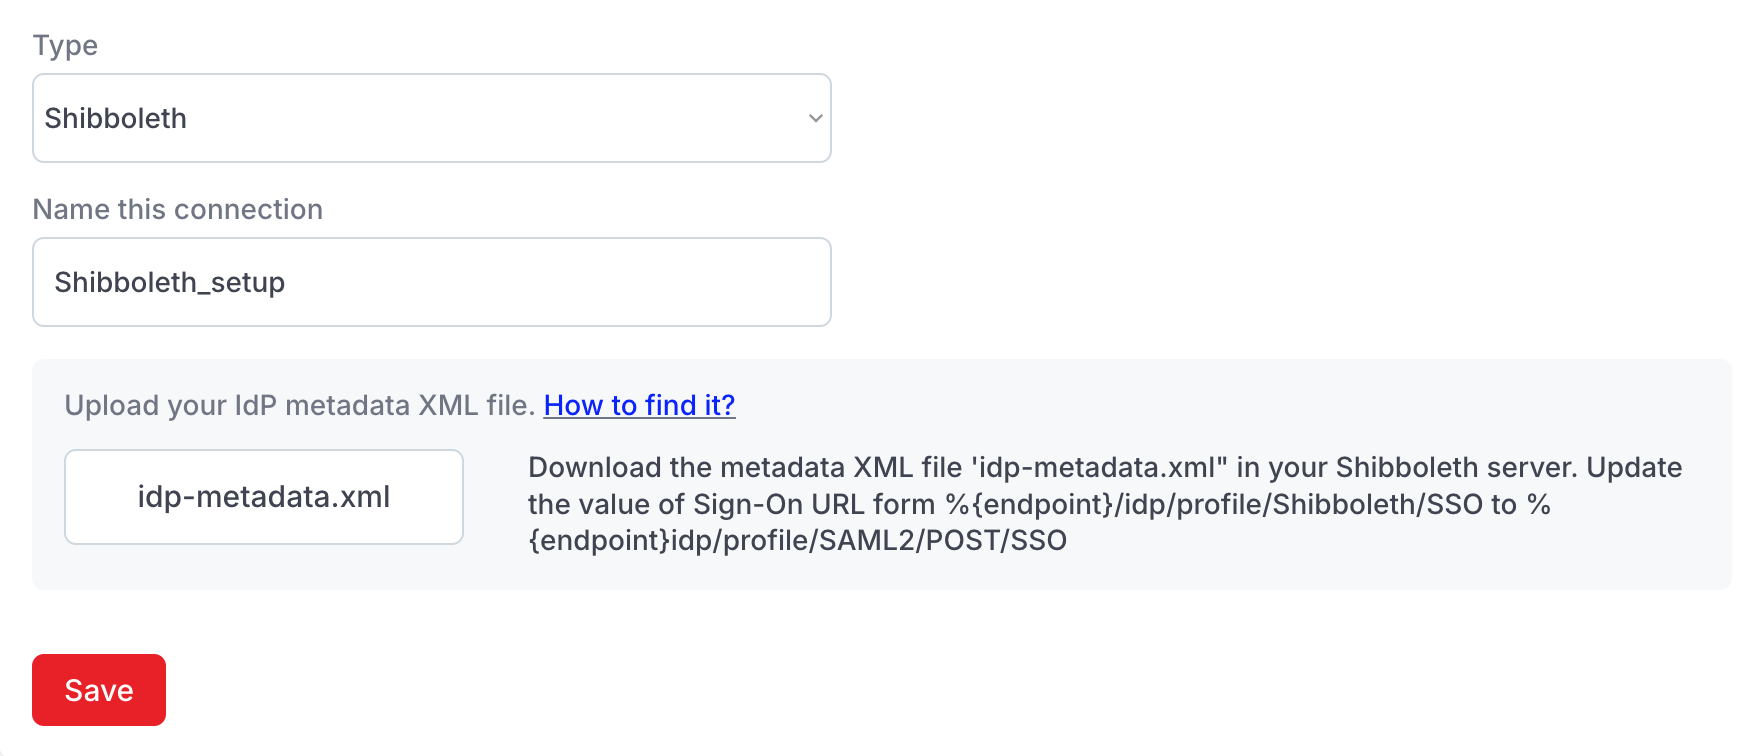 Type
Shibboleth
Name this connection
Shibboleth_setup
Upload your IdP metadata XML file. How to find it?
idp-metadata.xml
Download the metadata XML file 'idp-metadata.xml" in your Shibboleth server. Update
the value of Sign-On URL form %{endpoint}/idp/profile/Shibboleth/SSO to %
{endpoint}idp/profile/SAML2/POST/SSO
Save